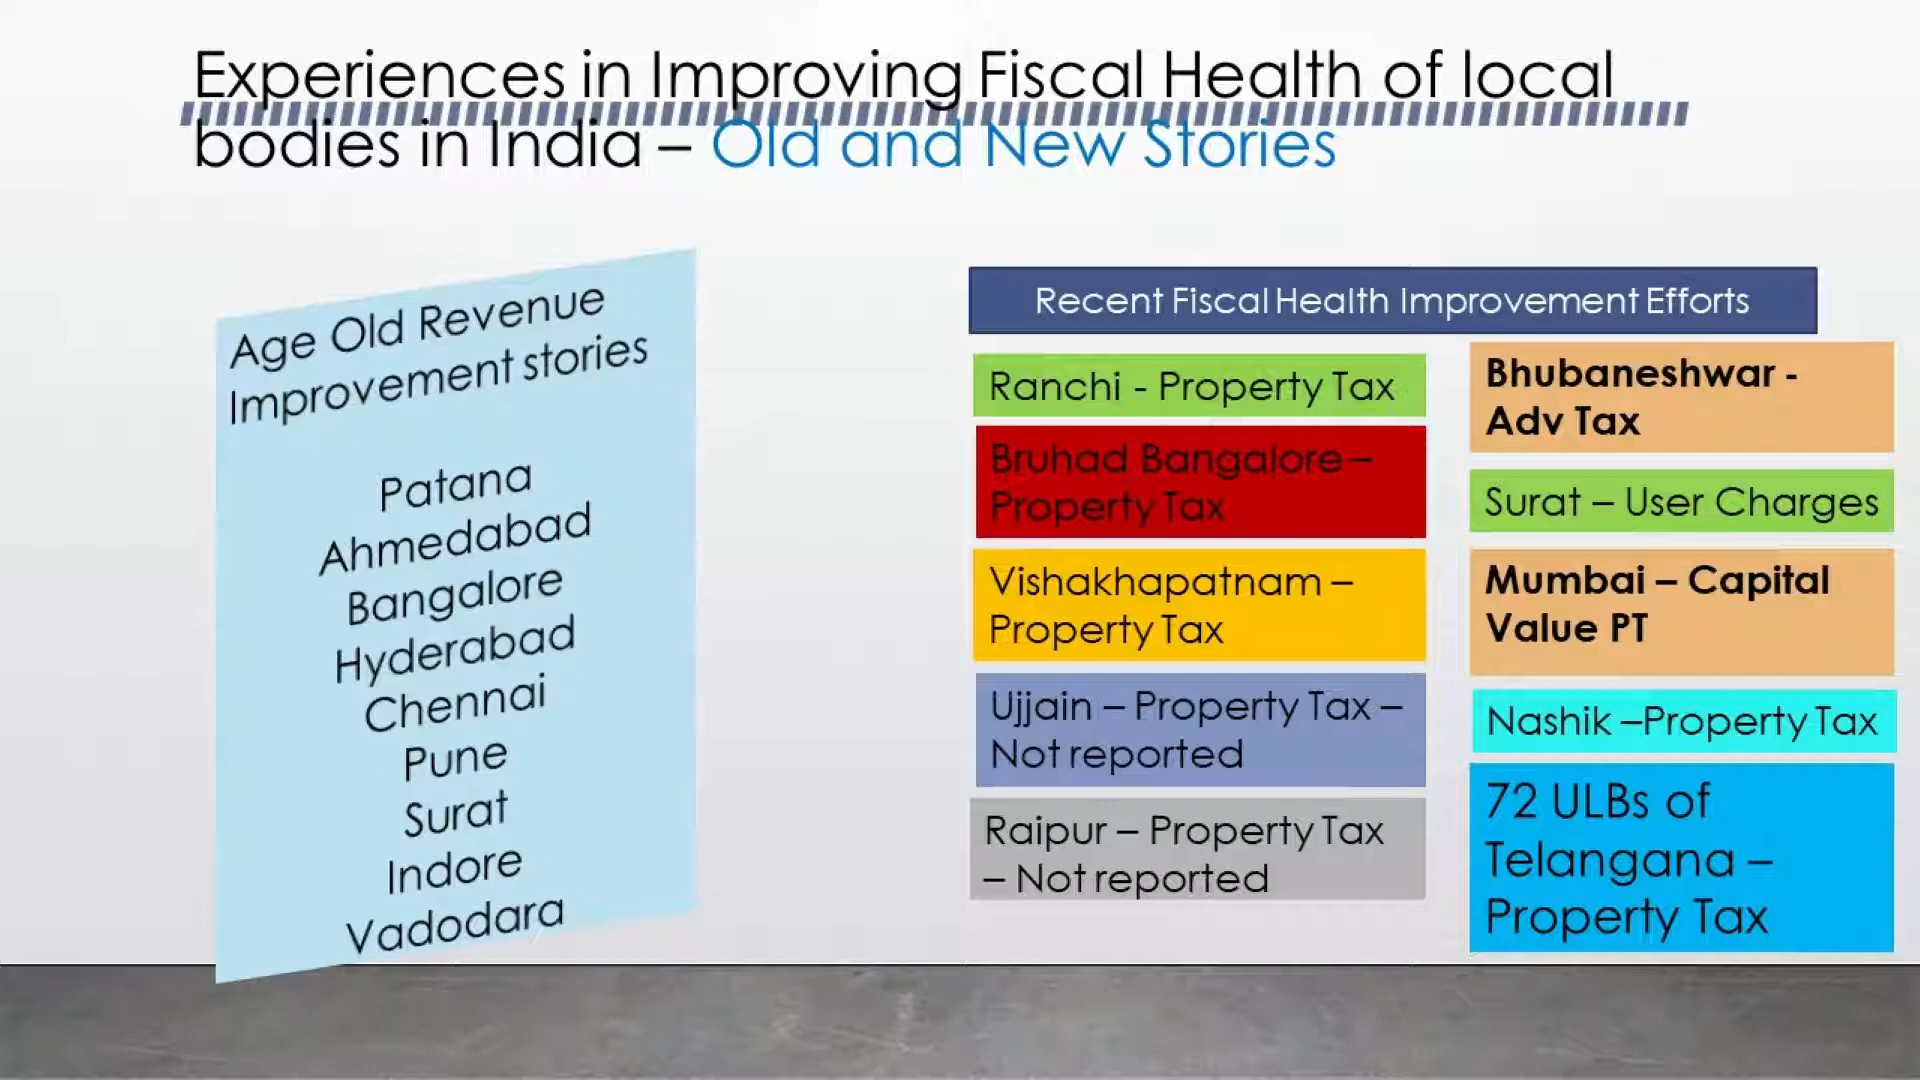 Experiences in Improving Fiscal Health of local
bodies in India – Old and New Stories
Age Old Revenue
Improvement stories
Patana
Ahmedabad
Bangalore
Hyderabad
Chennai
Pune
Surat
Indore
Vadodara
Recent Fiscal Health Improvement Efforts
Ranchi - Property Tax
Bruhad Bangalore –
Property Tax
Vishakhapatnam –
Property Tax
Ujjain – Property Tax –
Not reported
Raipur – Property Tax
– Not reported
Bhubaneshwar -
Adv Tax
Surat – User Charges
Mumbai – Capital
Value PT
Nashik –Property Tax
72 ULBs of
Telangana –
Property Tax